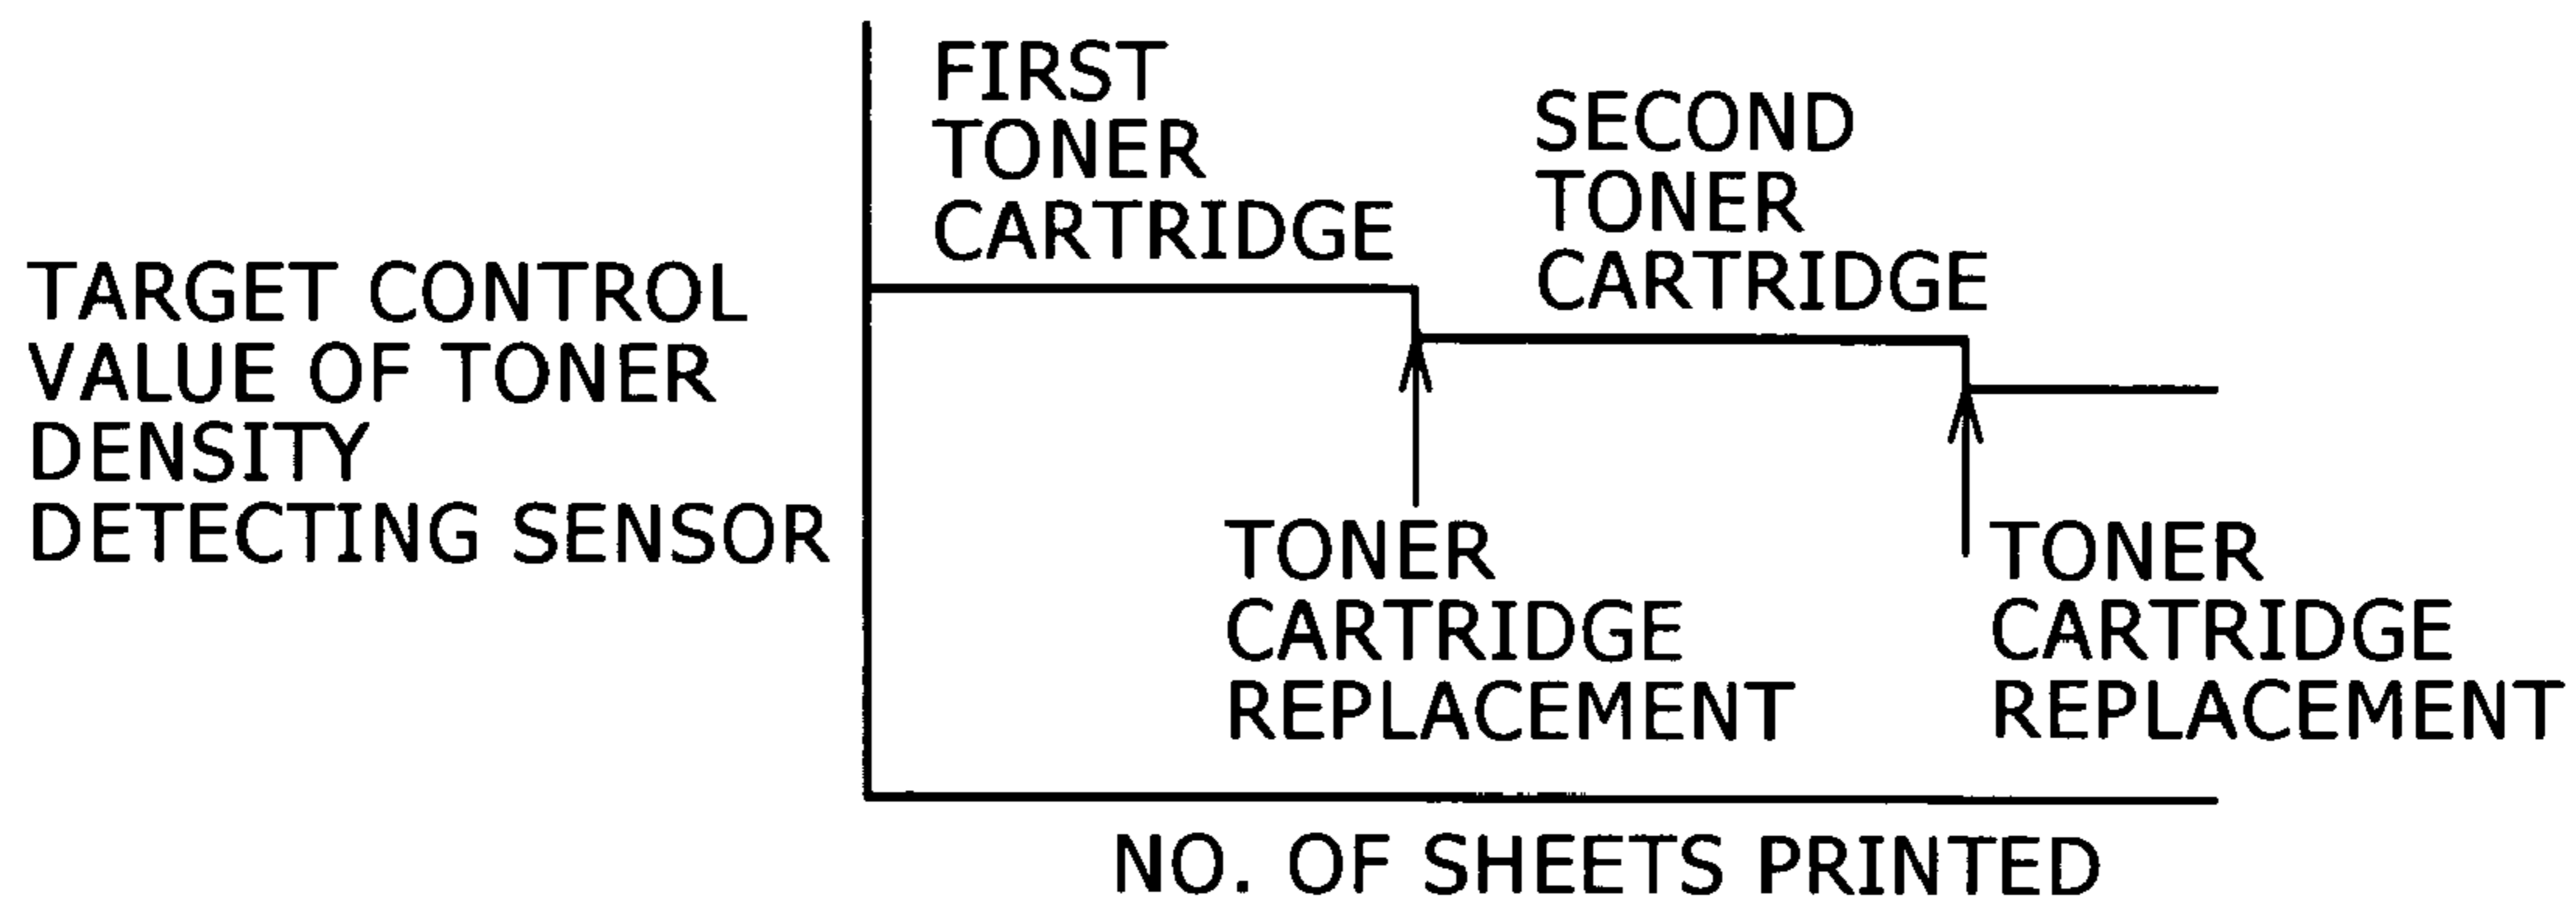 FIRST
TONER
CARTRIDGE
SECOND
TONER
CARTRIDGE
TARGET CONTROL
VALUE OF TONER
DENSITY
DETECTING SENSOR
TONER
CARTRIDGE
REPLACEMENT
TONER
CARTRIDGE
REPLACEMENT
NO. OF SHEETS PRINTED